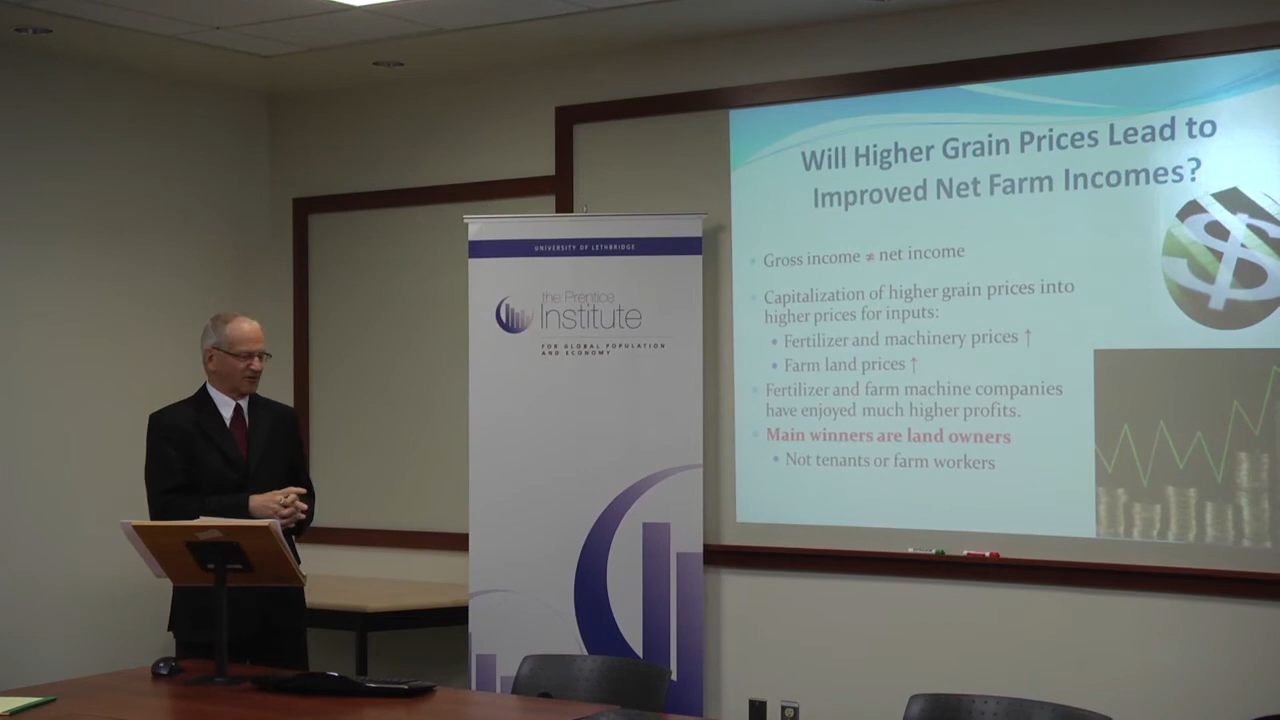 UNIVERSITY OF LETHBRIDGE
the Prentice
Institute
FOR GLOBAL POPULATION
AND ECONOMY
Will Higher Grain Prices Lead to
Improved Net Farm Incomes?
Gross income ≠ net income
Capitalization of higher grain prices into
higher prices for inputs:
• Fertilizer and machinery prices ↑
• Farm land prices ↑
Fertilizer and farm machine companies
have enjoyed much higher profits.
Main winners are land owners
• Not tenants or farm workers